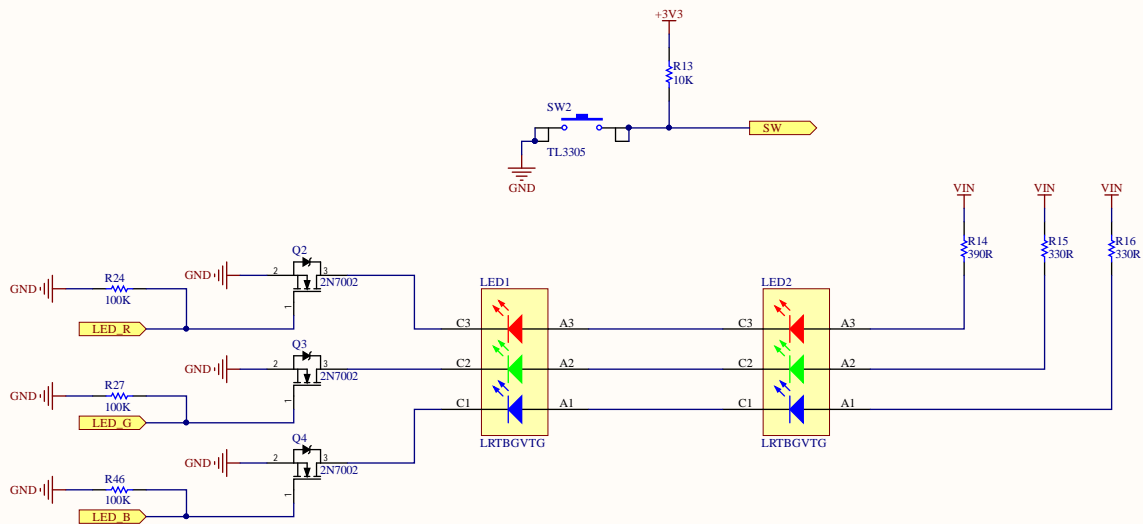 +3V3
R13
10K
SW2
SW
TL3305
GND
VIN
VIN
VIN
R14
390R
R15
330R
R16
330R
Q2
GND
2
3
2N7002
1
R24
GND
100K
LED_R
LED1
LED2
C3
A3
C3
A3
Q3
GND
2
3
2N7002
1
C2
A2
C2
A2
R27
GND
100K
LED_G
C1
A1
C1
A1
LRTBGVTG
LRTBGVTG
Q4
GND
2
3
2N7002
1
R46
GND
100K
LED_B